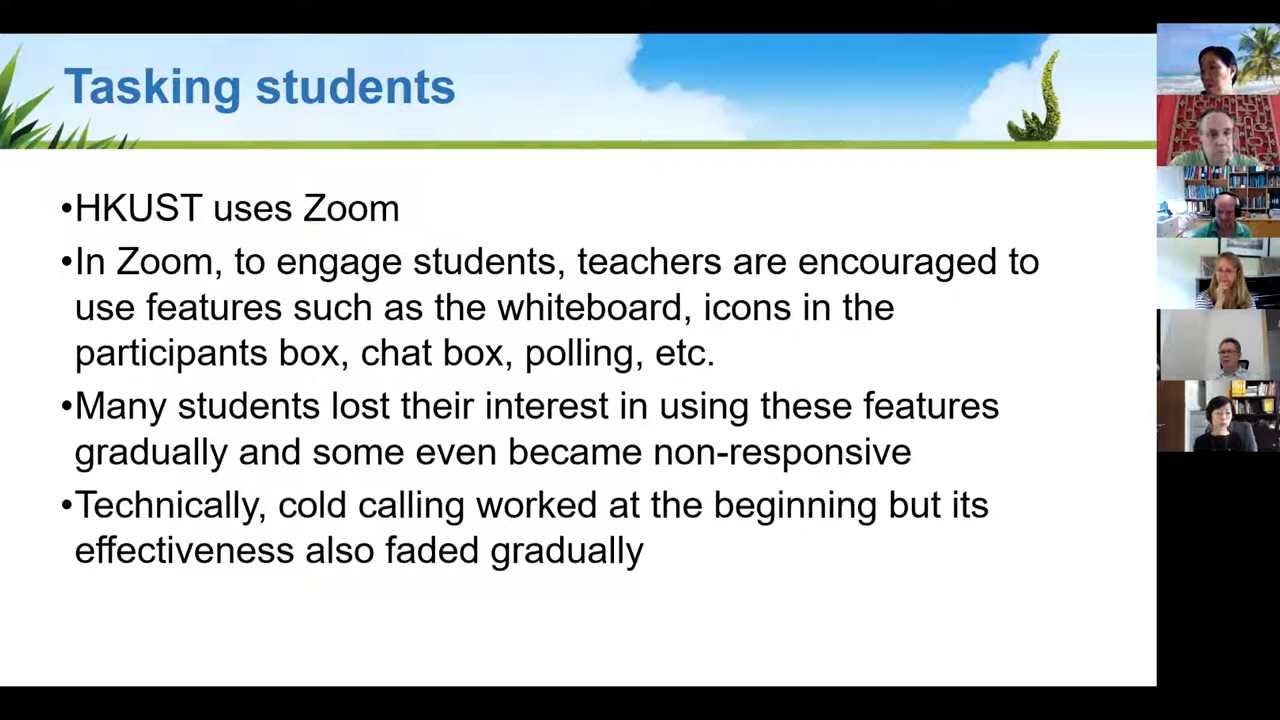 Tasking students
•HKUST uses Zoom
•In Zoom, to engage students, teachers are encouraged to
use features such as the whiteboard, icons in the
participants box, chat box, polling, etc.
•Many students lost their interest in using these features
gradually and some even became non-responsive
•Technically, cold calling worked at the beginning but its
effectiveness also faded gradually